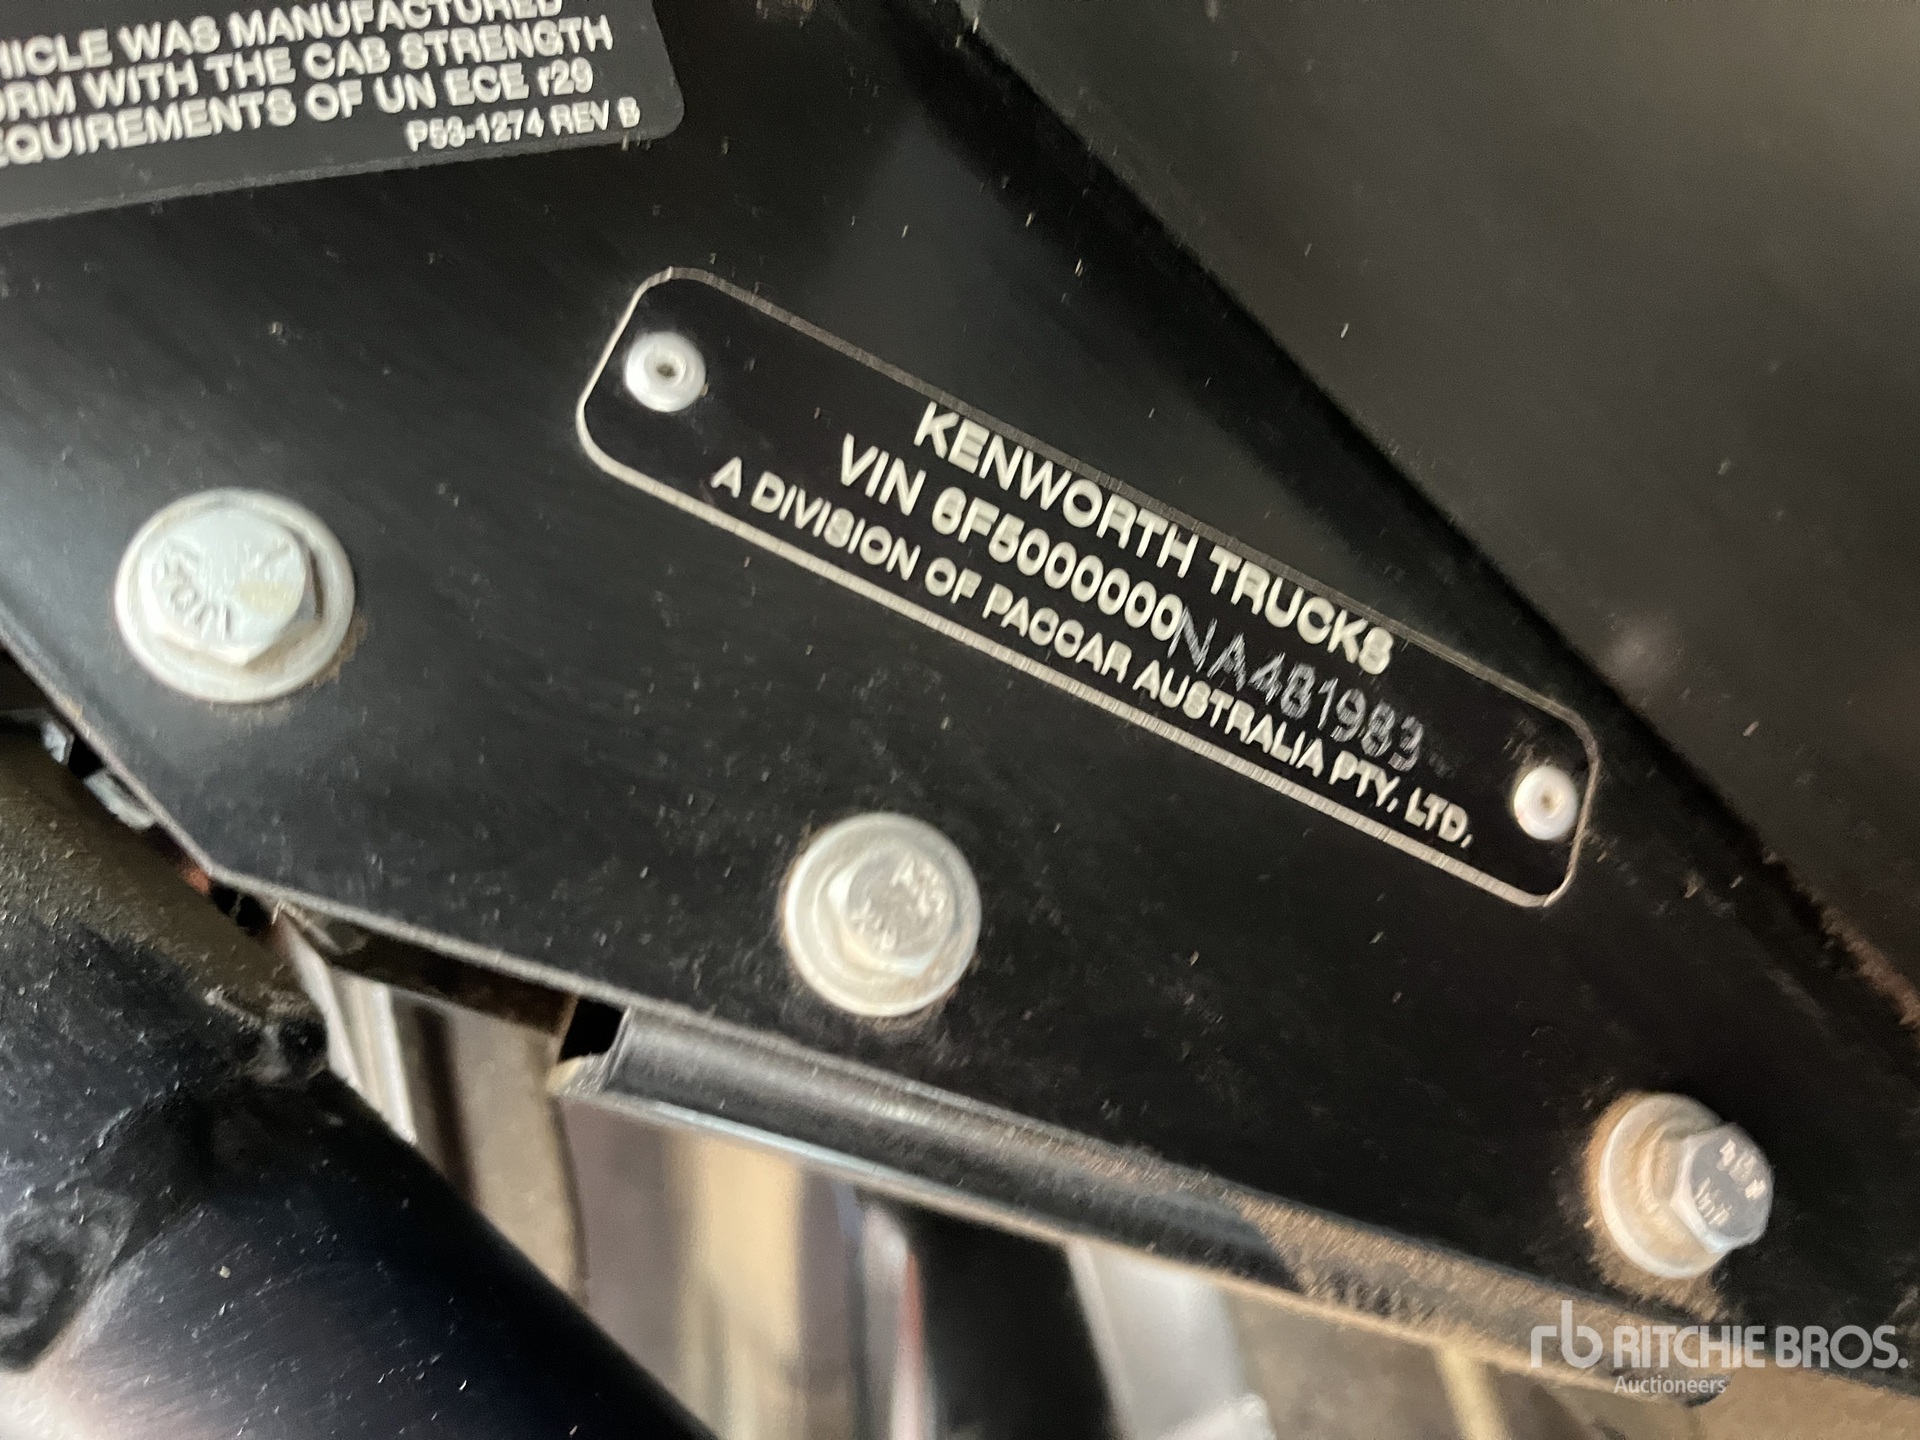 HICLE WAS MANUFACTURED
ORM WITH THE CAB STRENGTH
EQUIREMENTS OF UN ECE r29
P53-1274 REV B
KENWORTH TRUCKS
VIN 6F5000000NA481983
A DIVISION OF PACCAR AUSTRALIA PTY. LTD.
rb RITCHIE BROS.
Auctioneers